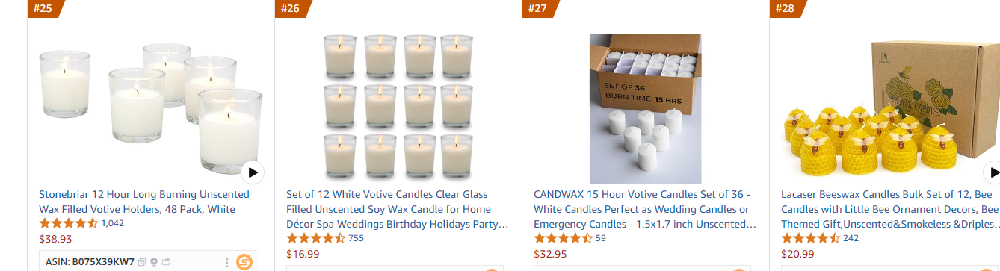 #25
#26
#27
#28
SET OF 36
BURN TIME: 15 HRS
Stonebriar 12 Hour Long Burning Unscented
Wax Filled Votive Holders, 48 Pack, White
1,042
$38.93
ASIN: B075X39KW7
Set of 12 White Votive Candles Clear Glass
Filled Unscented Soy Wax Candle for Home
Décor Spa Weddings Birthday Holidays Party…
755
$16.99
CANDWAX 15 Hour Votive Candles Set of 36 -
White Candles Perfect as Wedding Candles or
Emergency Candles - 1.5x1.7 inch Unscented…
59
$32.95
Lacaser Beeswax Candles Bulk Set of 12, Bee
Candles with Little Bee Ornament Decors, Bee
Themed Gift,Unscented&Smokeless &Driples…
242
$20.99